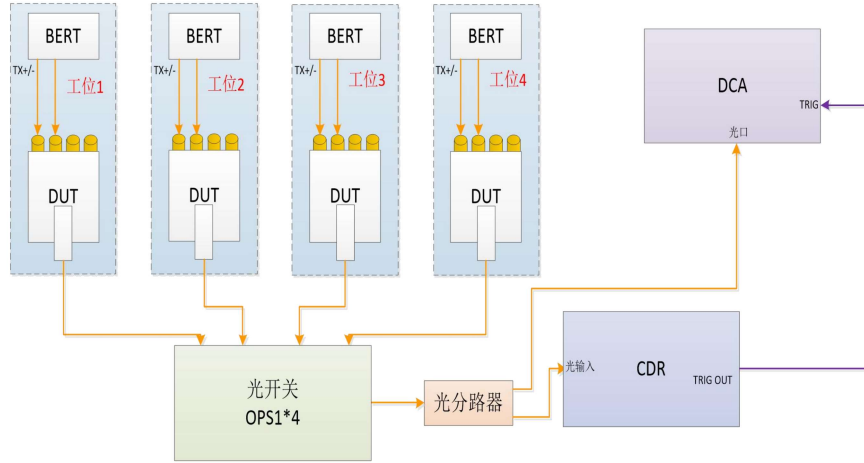 BERT
TX+/-
工位1
DUT
BERT
TX+/-
工位2
DUT
BERT
TX+/-
工位3
DUT
BERT
TX+/-
工位4
DUT
DCA
TRIG
光口
光开关
OPS1*4
光分路器
光输入
CDR
TRIG OUT